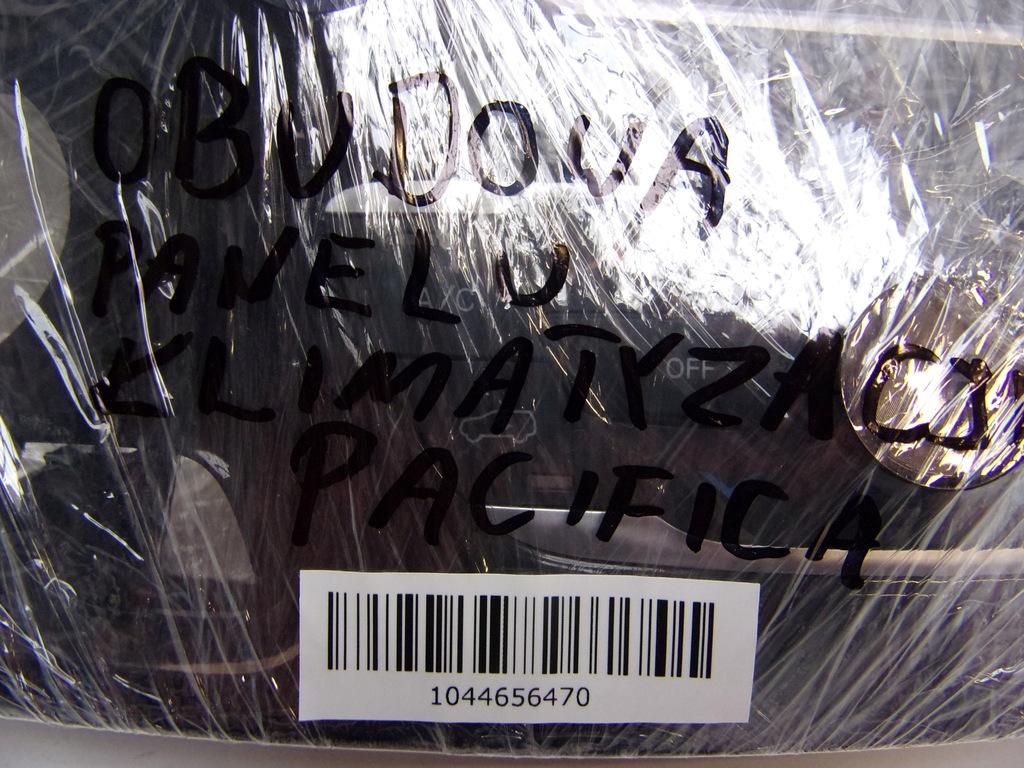 OBUDOWA
PANELU
A/C
KLIMATYZACJI
OFF
PACIFICA
1044656470